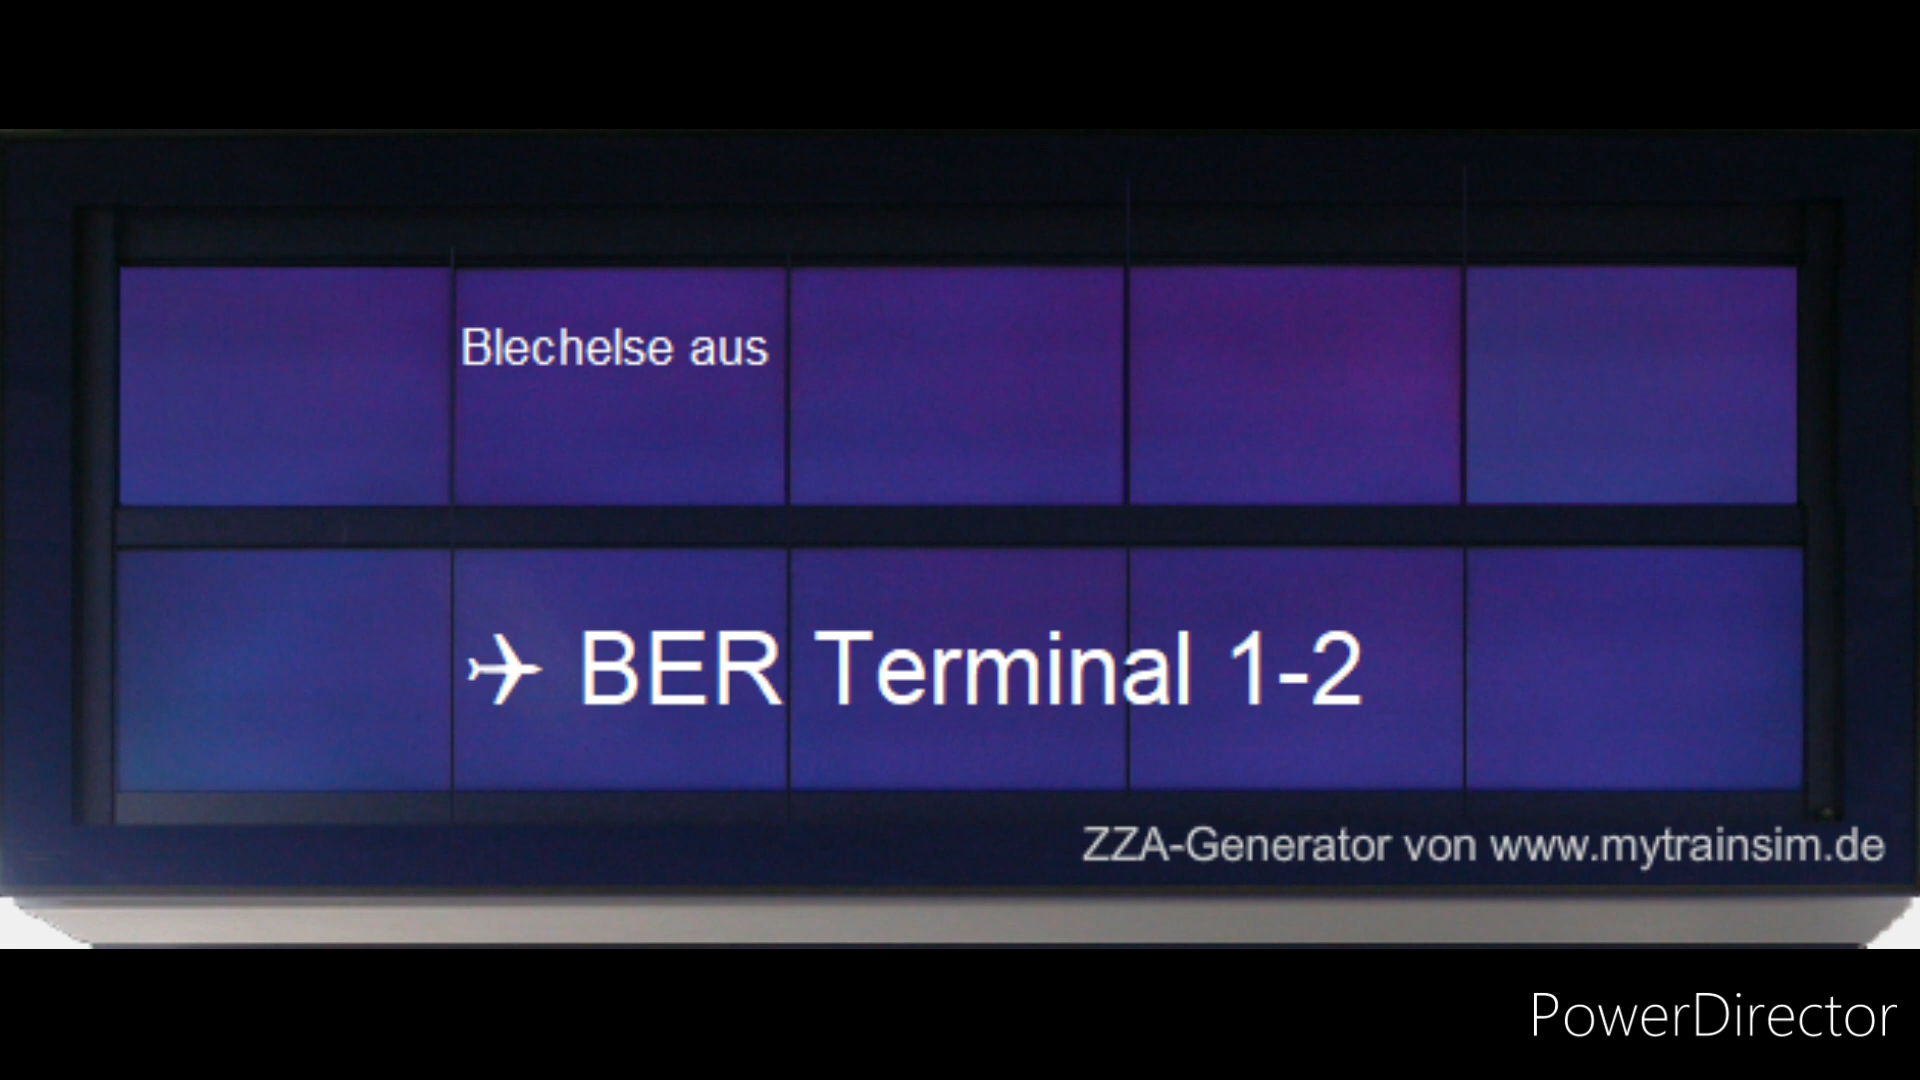 Blechelse aus
✈ BER Terminal 1-2
ZZA-Generator von www.mytrainsim.de
PowerDirector